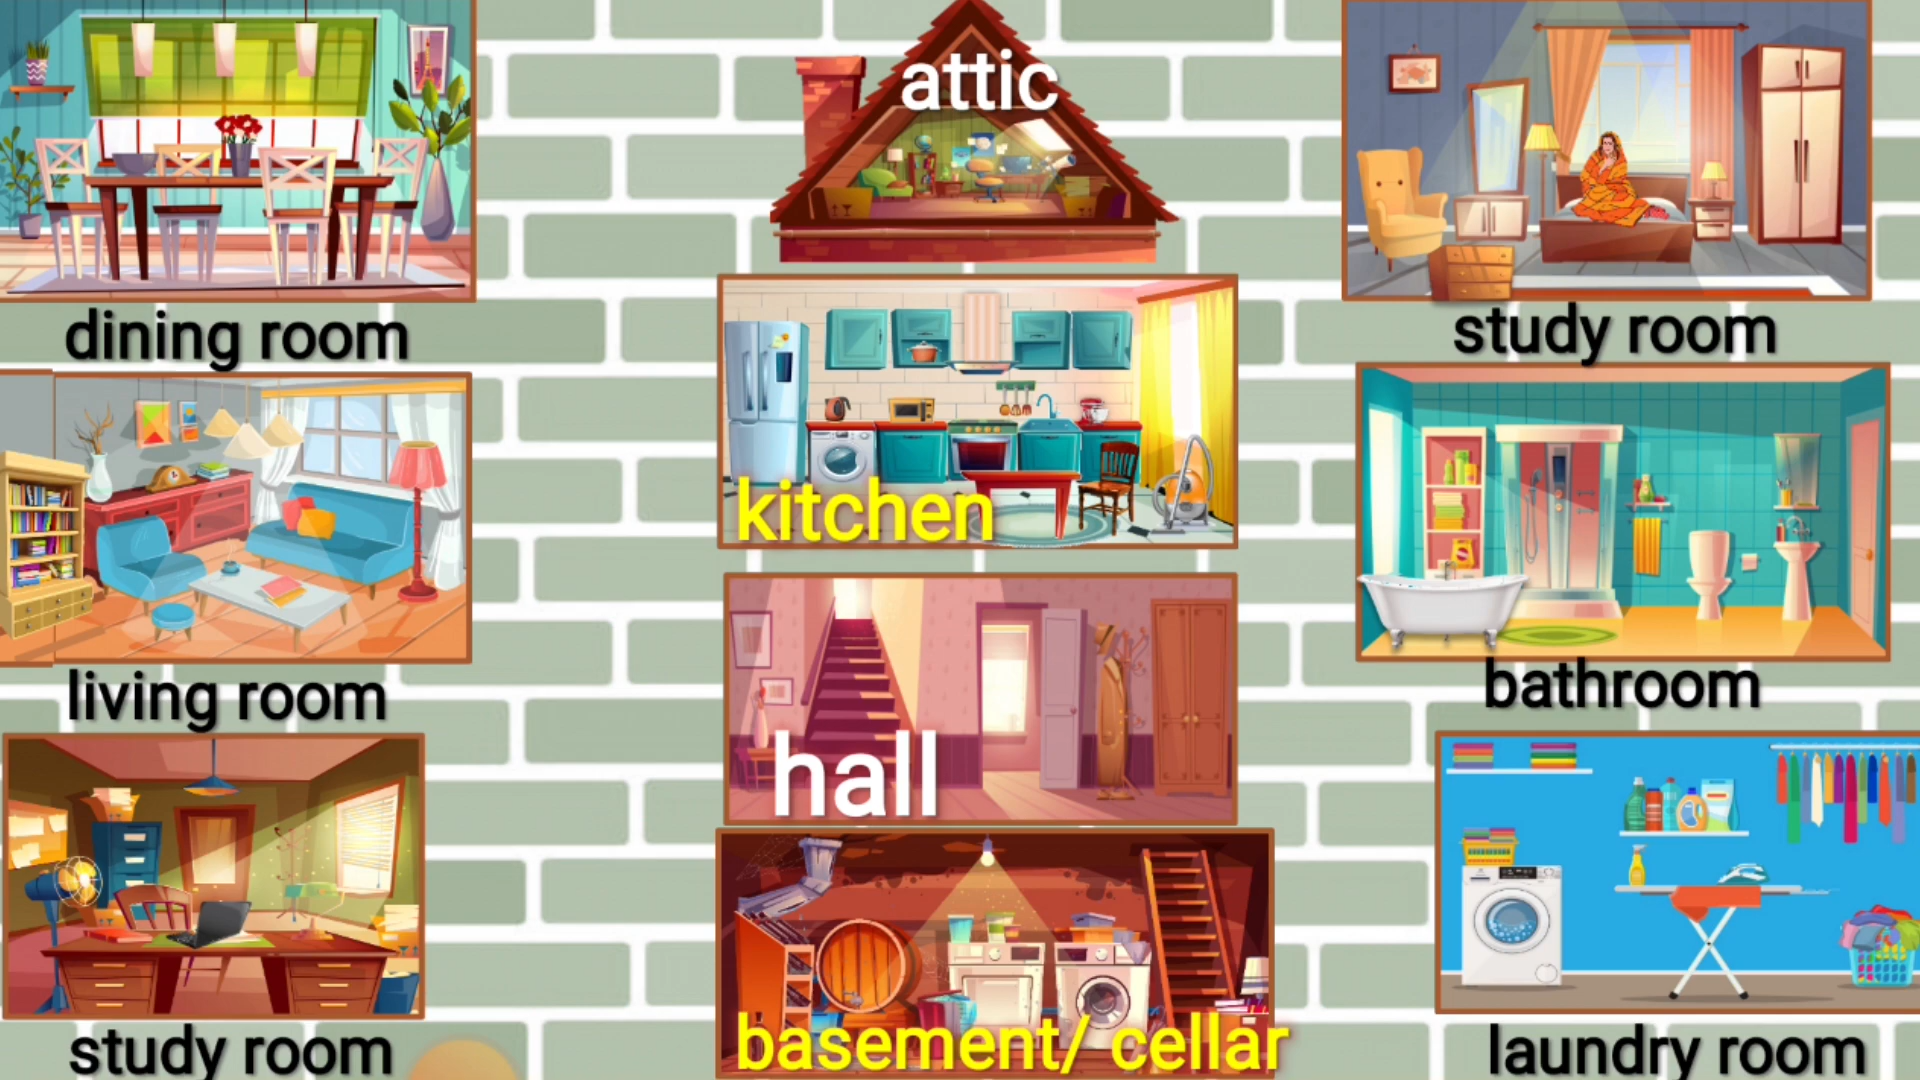 attic
dining room
study room
kitchen
living room
bathroom
hall
study room
basement/ cellar
laundry room